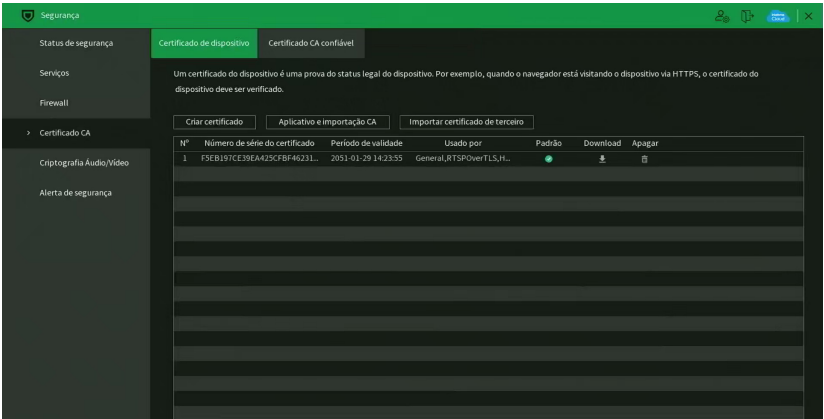 Segurança
Status de segurança
Serviços
Firewall
Certificado CA
Criptografia Áudio/Vídeo
Alerta de segurança
Certificado de dispositivo Certificado CA confiável
Um certificado do dispositivo é uma prova do status legal do dispositivo. Por exemplo, quando o navegador está visitando o dispositivo via HTTPS, o certificado do
dispositivo deve ser verificado.
Criar certificado Aplicativo e importação CA Importar certificado de terceiro
Nº Número de série do certificado Período de validade Usado por Padrão Download Apagar
1 F5EB197CE39EA425CFBF46231... 2051-01-29 14:23:55 General,RTSPOverTLS,H...